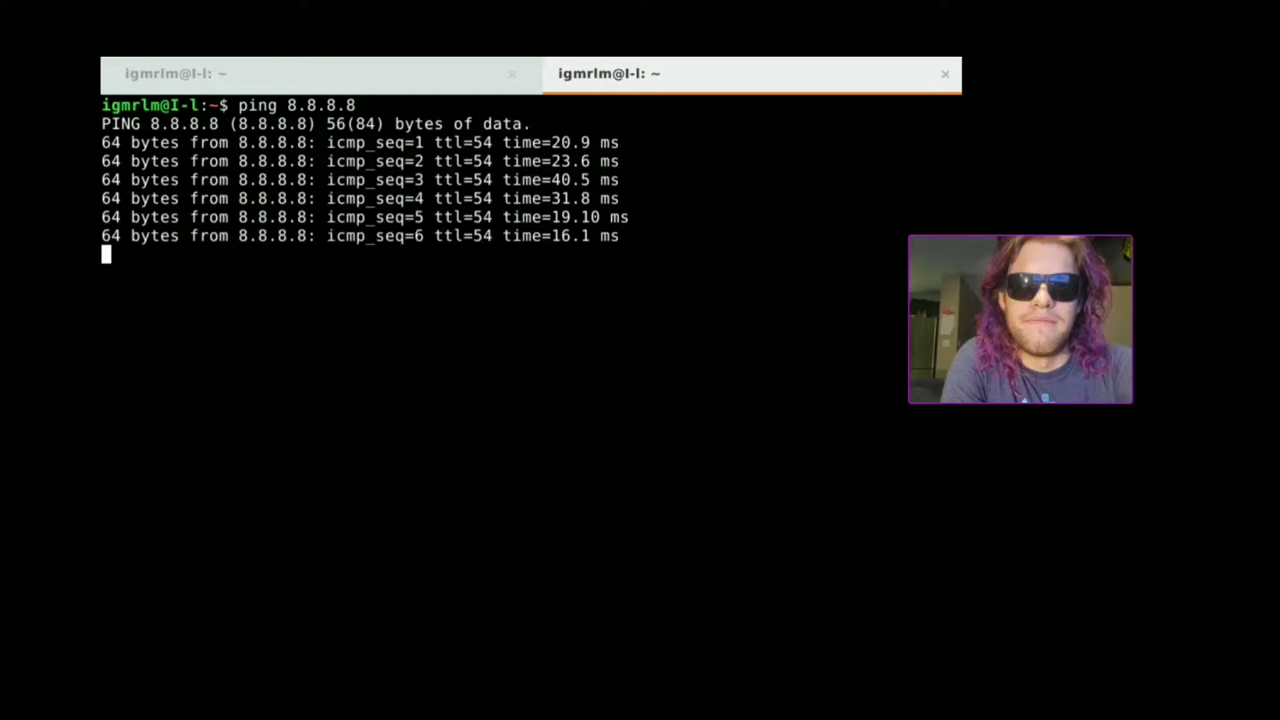 igmrlm@I-l: ~ × igmrlm@I-l: ~ ×
igmrlm@I-l:~$ ping 8.8.8.8
PING 8.8.8.8 (8.8.8.8) 56(84) bytes of data.
64 bytes from 8.8.8.8: icmp_seq=1 ttl=54 time=20.9 ms
64 bytes from 8.8.8.8: icmp_seq=2 ttl=54 time=23.6 ms
64 bytes from 8.8.8.8: icmp_seq=3 ttl=54 time=40.5 ms
64 bytes from 8.8.8.8: icmp_seq=4 ttl=54 time=31.8 ms
64 bytes from 8.8.8.8: icmp_seq=5 ttl=54 time=19.10 ms
64 bytes from 8.8.8.8: icmp_seq=6 ttl=54 time=16.1 ms